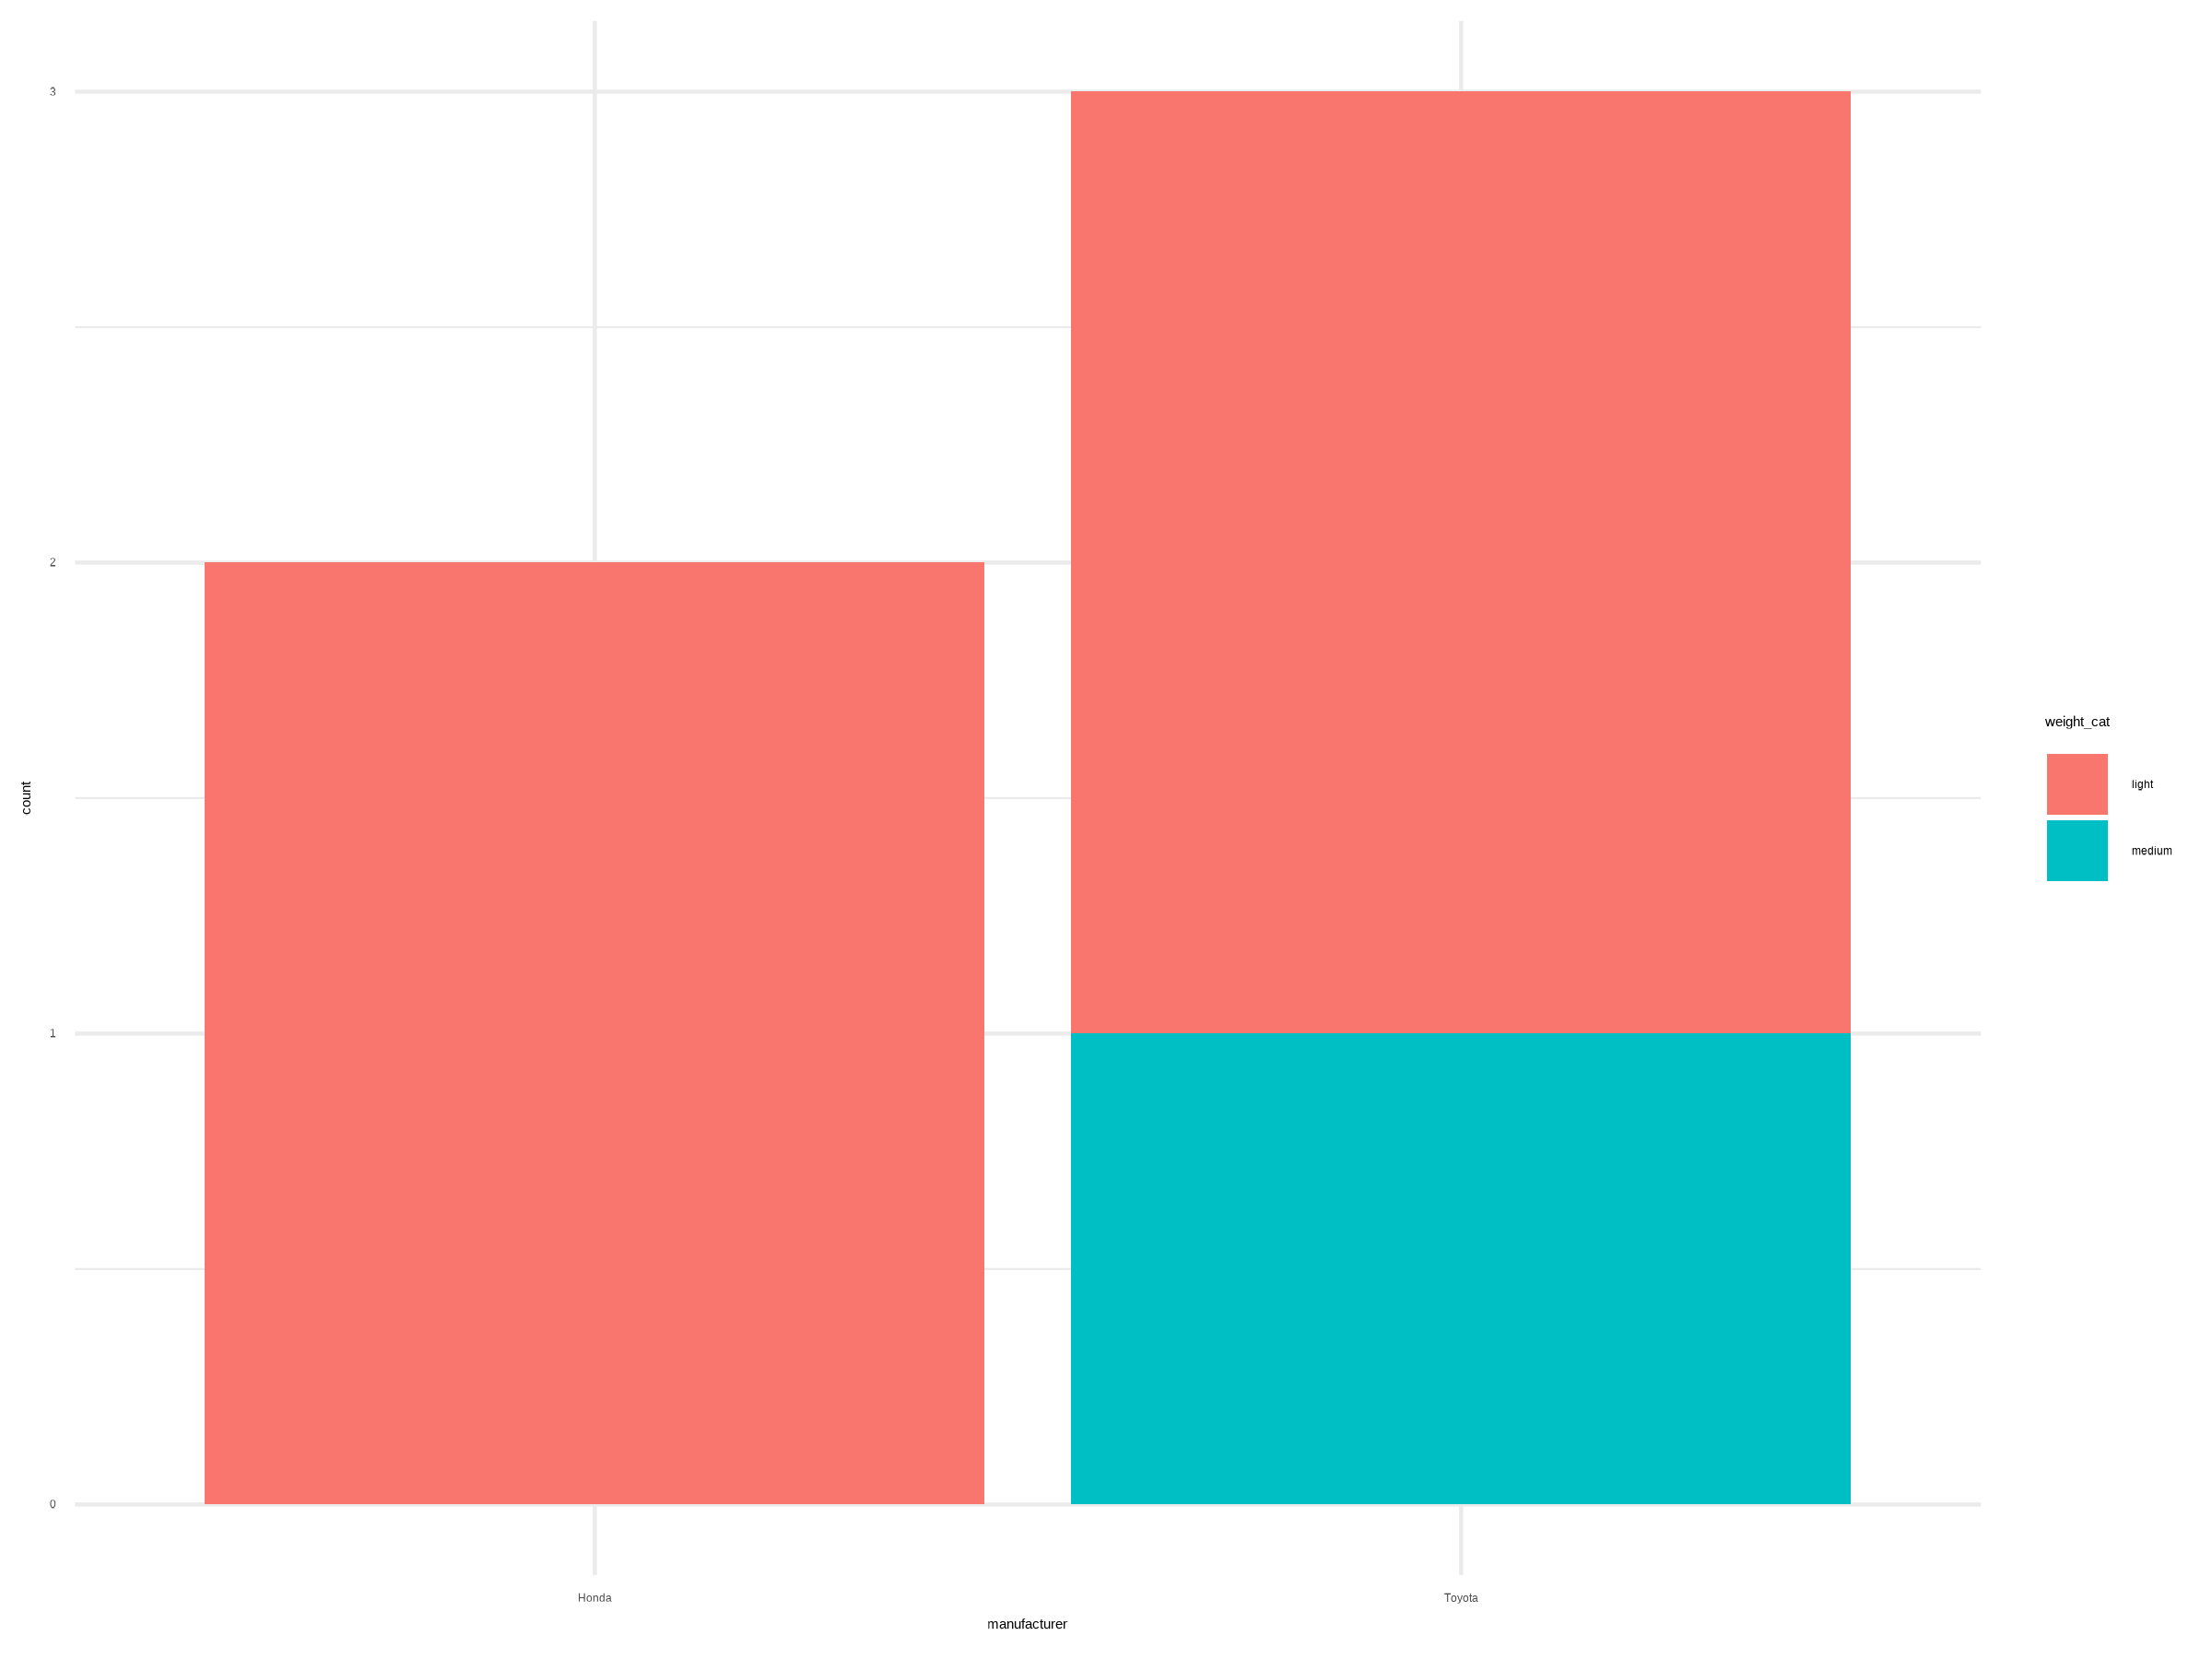 3
2
1
0
count
Honda
Toyota
manufacturer
weight_cat
light
medium